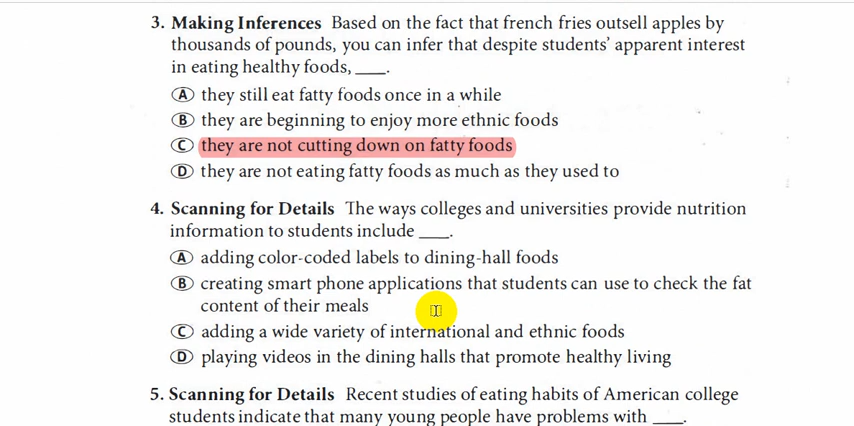 3. Making Inferences Based on the fact that french fries outsell apples by
thousands of pounds, you can infer that despite students' apparent interest
in eating healthy foods, ____.
A they still eat fatty foods once in a while
B they are beginning to enjoy more ethnic foods
C they are not cutting down on fatty foods
D they are not eating fatty foods as much as they used to
4. Scanning for Details The ways colleges and universities provide nutrition
information to students include ____.
A adding color-coded labels to dining-hall foods
B creating smart phone applications that students can use to check the fat
content of their meals
C adding a wide variety of international and ethnic foods
D playing videos in the dining halls that promote healthy living
5. Scanning for Details Recent studies of eating habits of American college
students indicate that many young people have problems with ____.